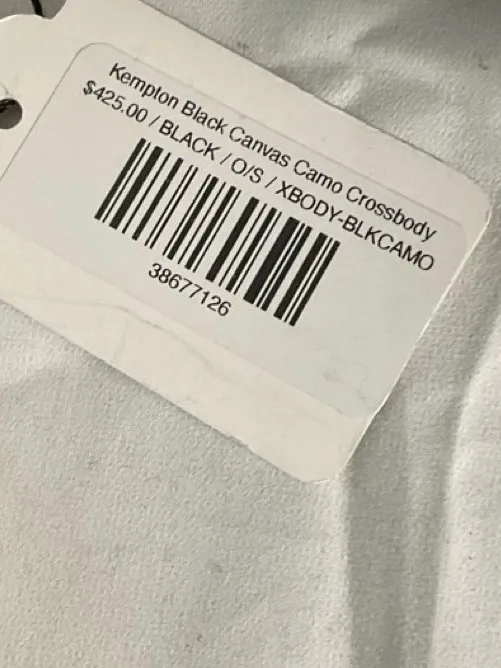 Kempton Black Canvas Camo Crossbody
$425.00 / BLACK / O/S / XBODY-BLKCAMO
38677126